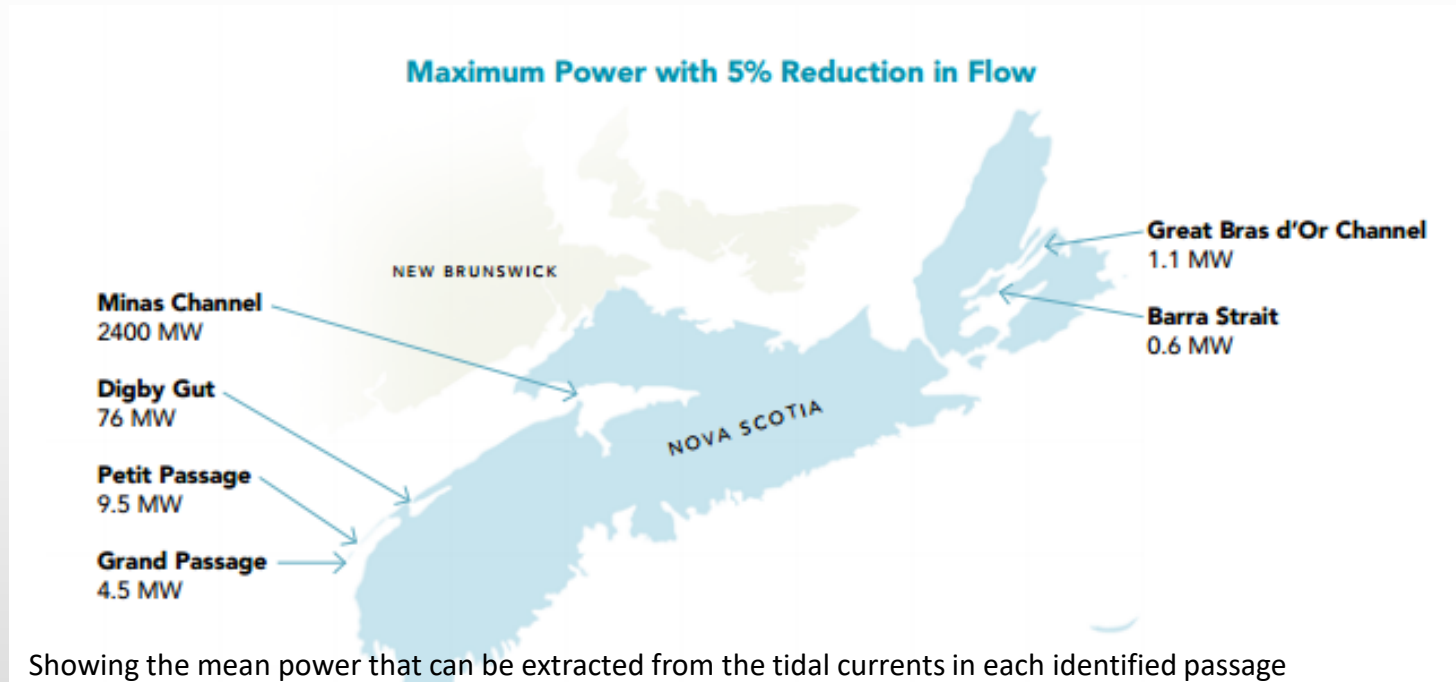 Maximum Power with 5% Reduction in Flow
Great Bras d’Or Channel
1.1 MW
NEW BRUNSWICK
Minas Channel
2400 MW
Barra Strait
0.6 MW
Digby Gut
76 MW
NOVA SCOTIA
Petit Passage
9.5 MW
Grand Passage
4.5 MW
Showing the mean power that can be extracted from the tidal currents in each identified passage